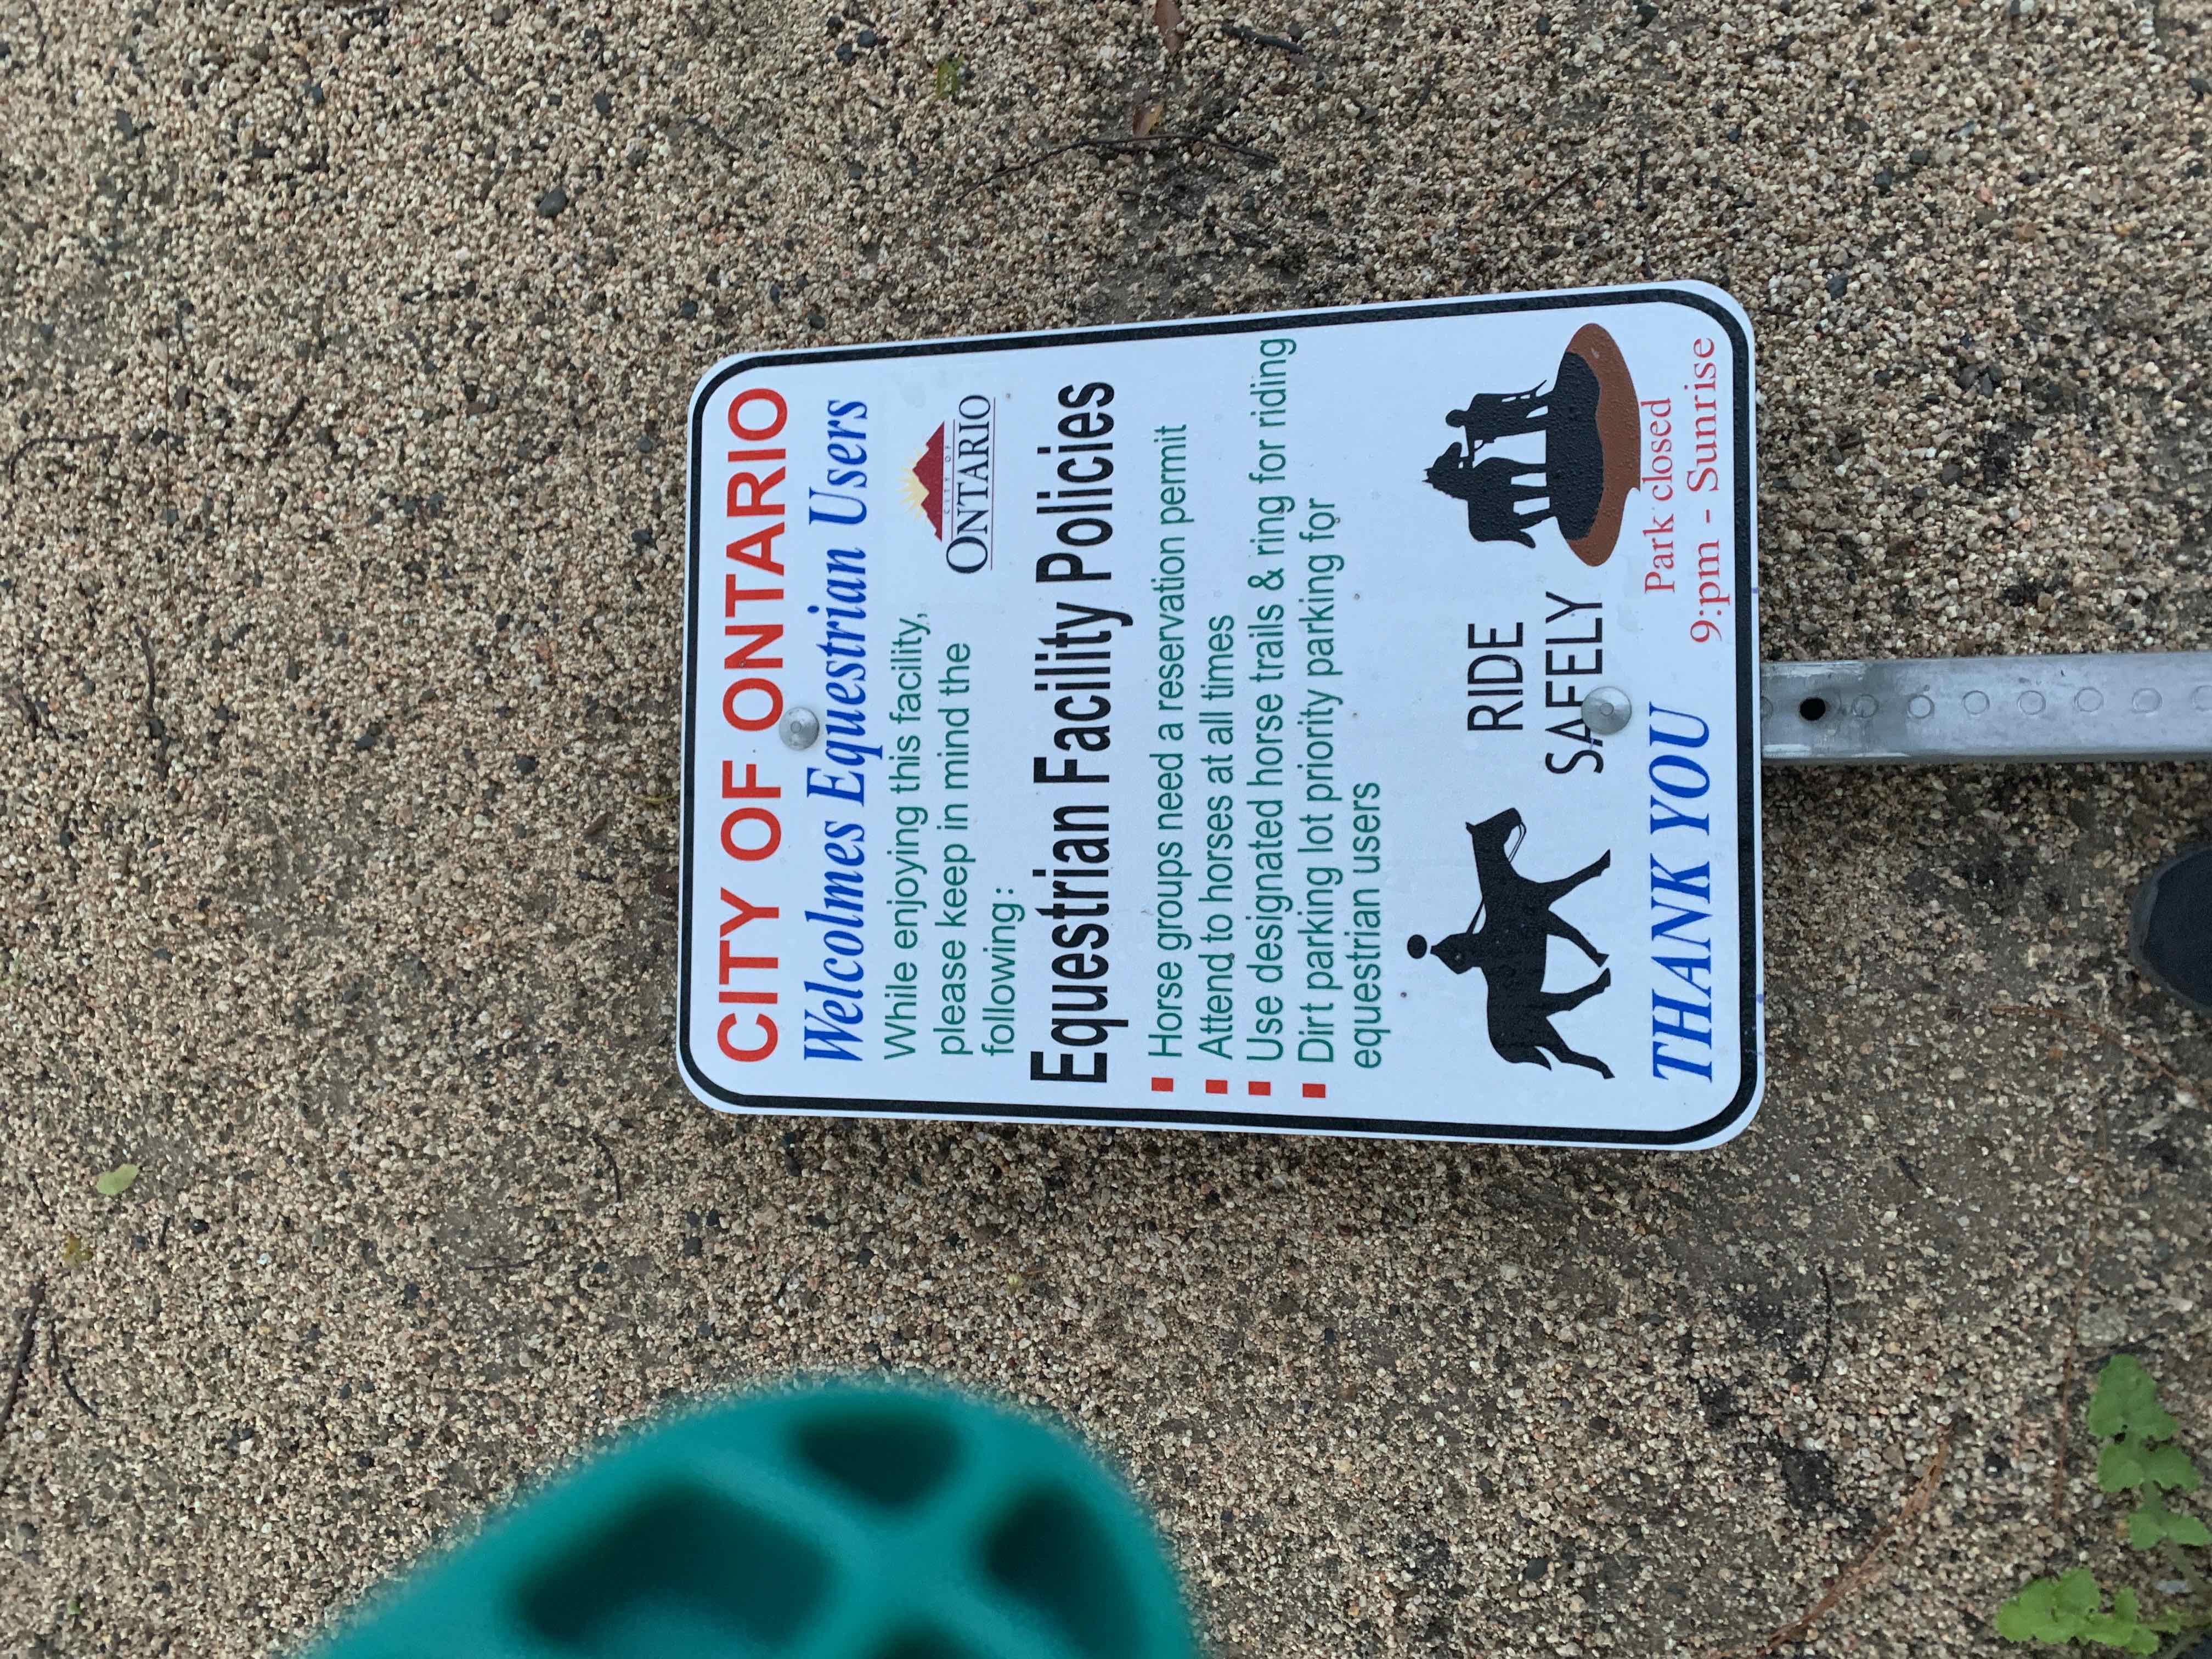 CITY OF ONTARIO
Welcolmes Equestrian Users
While enjoying this facility,
please keep in mind the
following:
CITY OF
ONTARIO
Equestrian Facility Policies
Horse groups need a reservation permit
Attend to horses at all times
Use designated horse trails & ring for riding
Dirt parking lot priority parking for
equestrian users
RIDE
SAFELY
THANK YOU
Park closed
9:pm - Sunrise